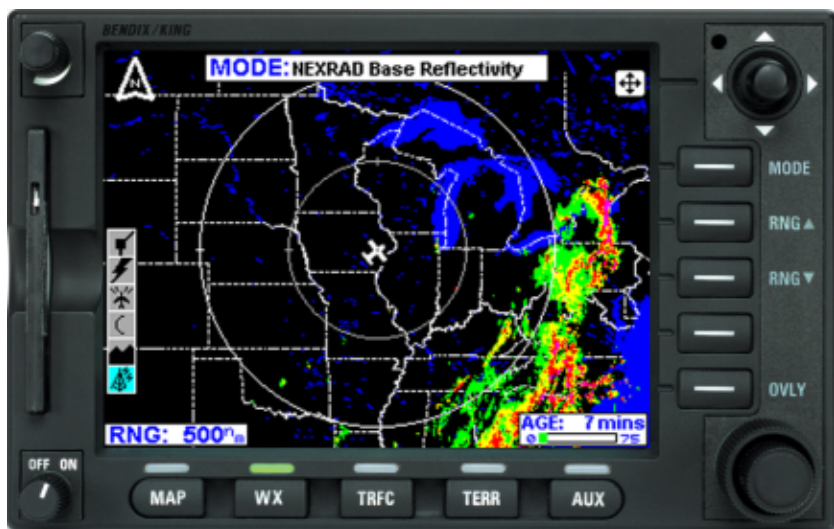 BENDIX/KING
MODE: NEXRAD Base Reflectivity
N
MODE
RNG▲
RNG▼
OVLY
RNG: 500nm
AGE: 7 mins
0 75
OFF ON
MAP
WX
TRFC
TERR
AUX